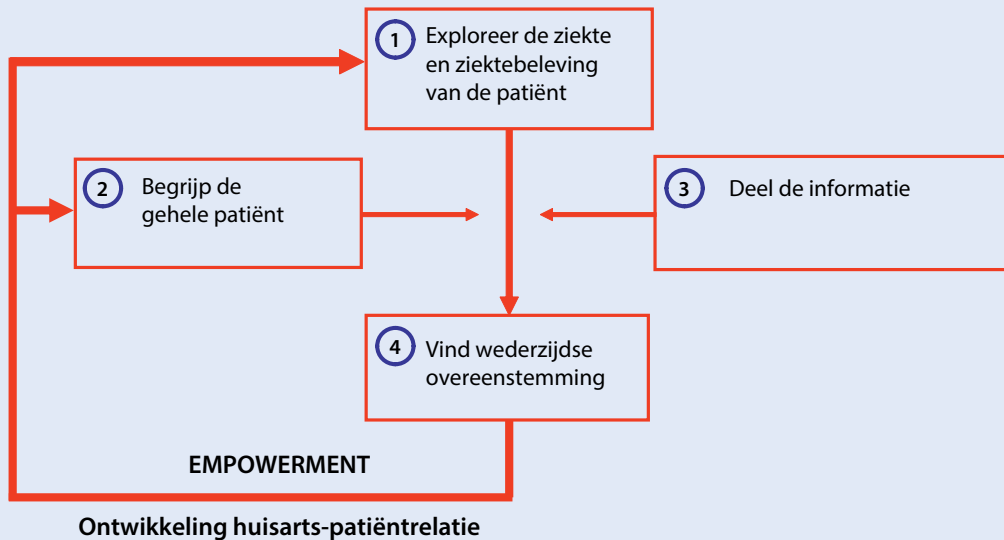 1 Exploreer de ziekte
en ziektebeleving
van de patiënt
2 Begrijp de
gehele patiënt
3 Deel de informatie
4 Vind wederzijdse
overeenstemming
EMPOWERMENT
Ontwikkeling huisarts-patiëntrelatie